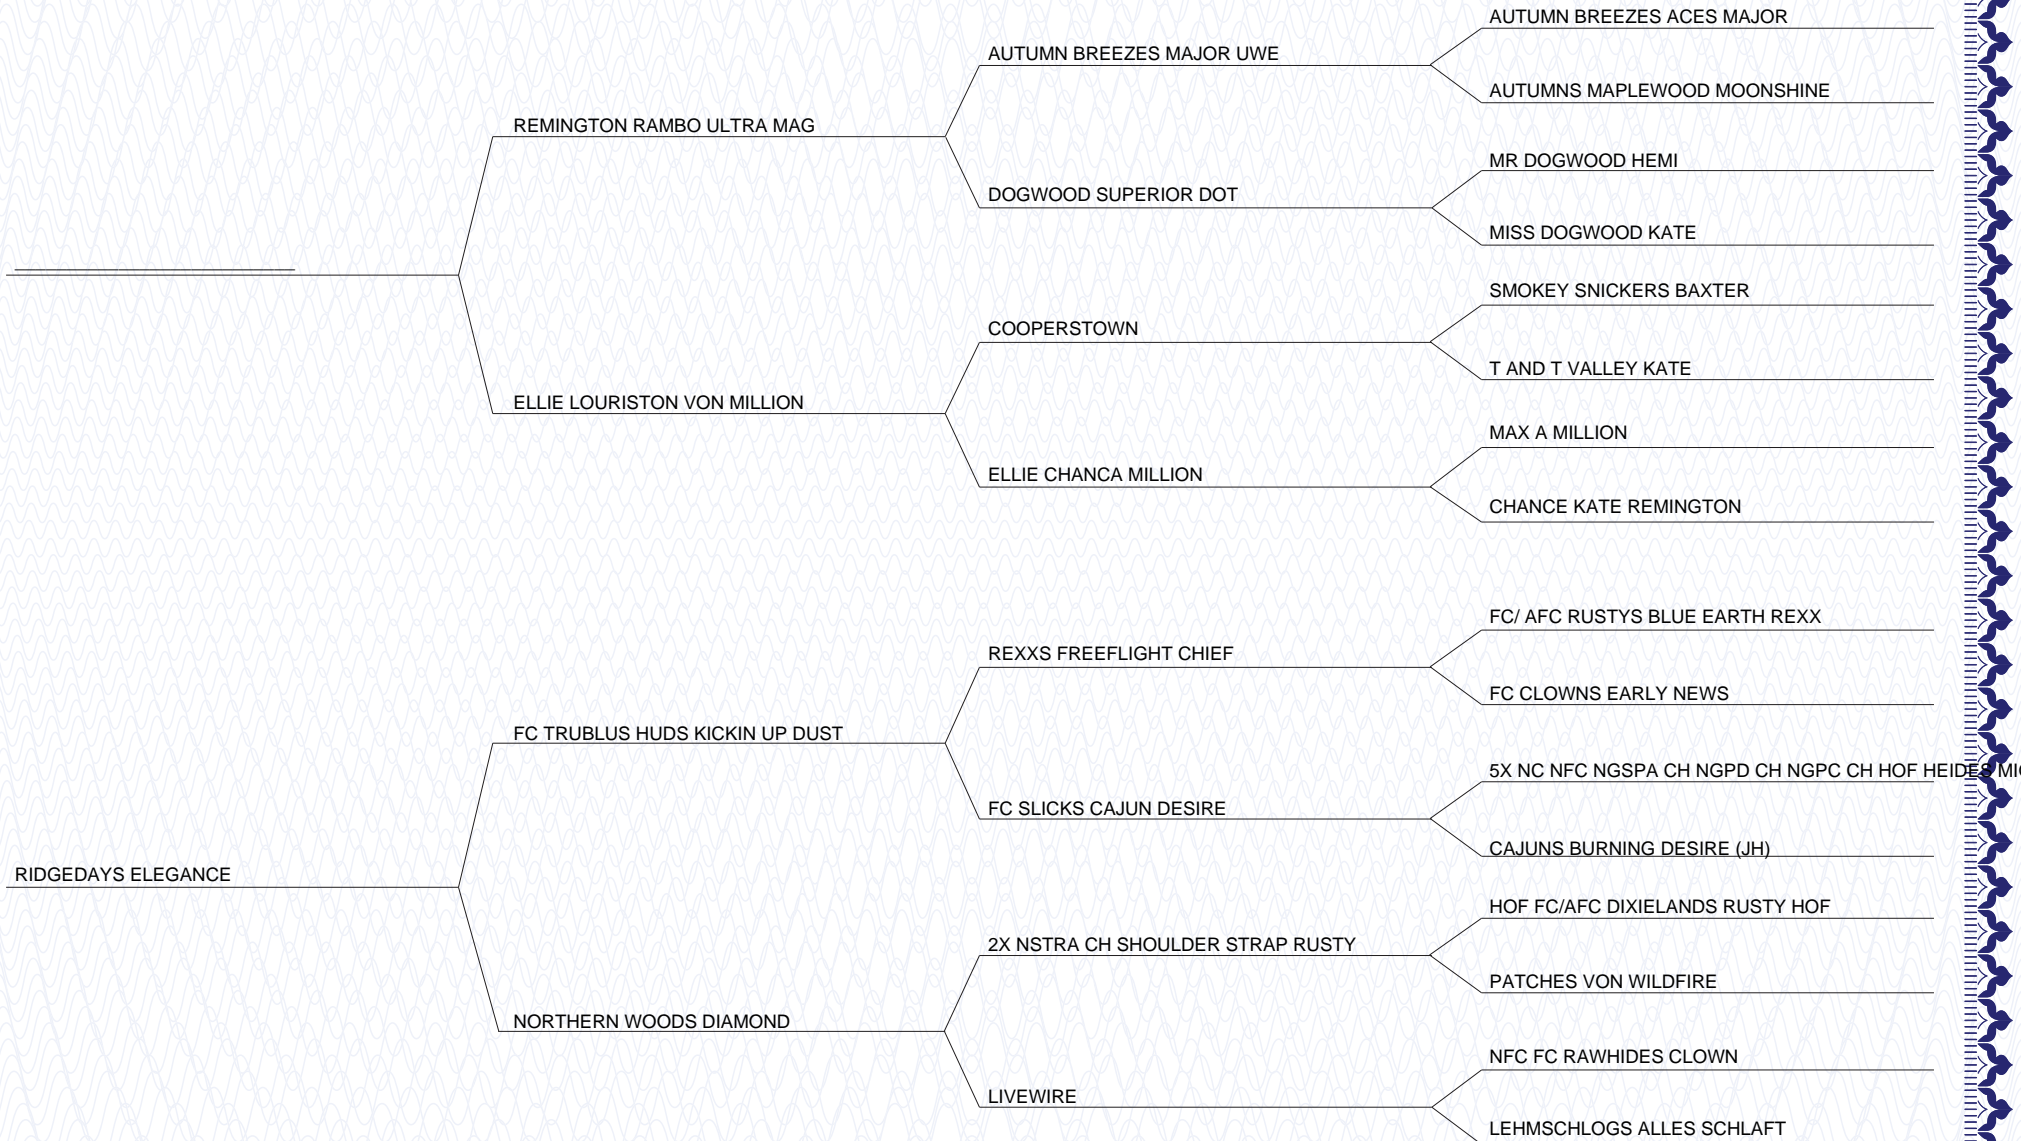 AUTUMN BREEZES ACES MAJOR
AUTUMN BREEZES MAJOR UWE
AUTUMNS MAPLEWOOD MOONSHINE
REMINGTON RAMBO ULTRA MAG
MR DOGWOOD HEMI
DOGWOOD SUPERIOR DOT
MISS DOGWOOD KATE
SMOKEY SNICKERS BAXTER
COOPERSTOWN
T AND T VALLEY KATE
ELLIE LOURISTON VON MILLION
MAX A MILLION
ELLIE CHANCA MILLION
CHANCE KATE REMINGTON
FC/ AFC RUSTYS BLUE EARTH REXX
REXXS FREEFLIGHT CHIEF
FC CLOWNS EARLY NEWS
FC TRUBLUS HUDS KICKIN UP DUST
5X NC NFC NGSPA CH NGPD CH NGPC CH HOF HEIDES
FC SLICKS CAJUN DESIRE
CAJUNS BURNING DESIRE (JH)
RIDGEDAYS ELEGANCE
HOF FC/AFC DIXIELANDS RUSTY HOF
2X NSTRA CH SHOULDER STRAP RUSTY
PATCHES VON WILDFIRE
NORTHERN WOODS DIAMOND
NFC FC RAWHIDES CLOWN
LIVEWIRE
LEHMSCHLOGS ALLES SCHLAFT